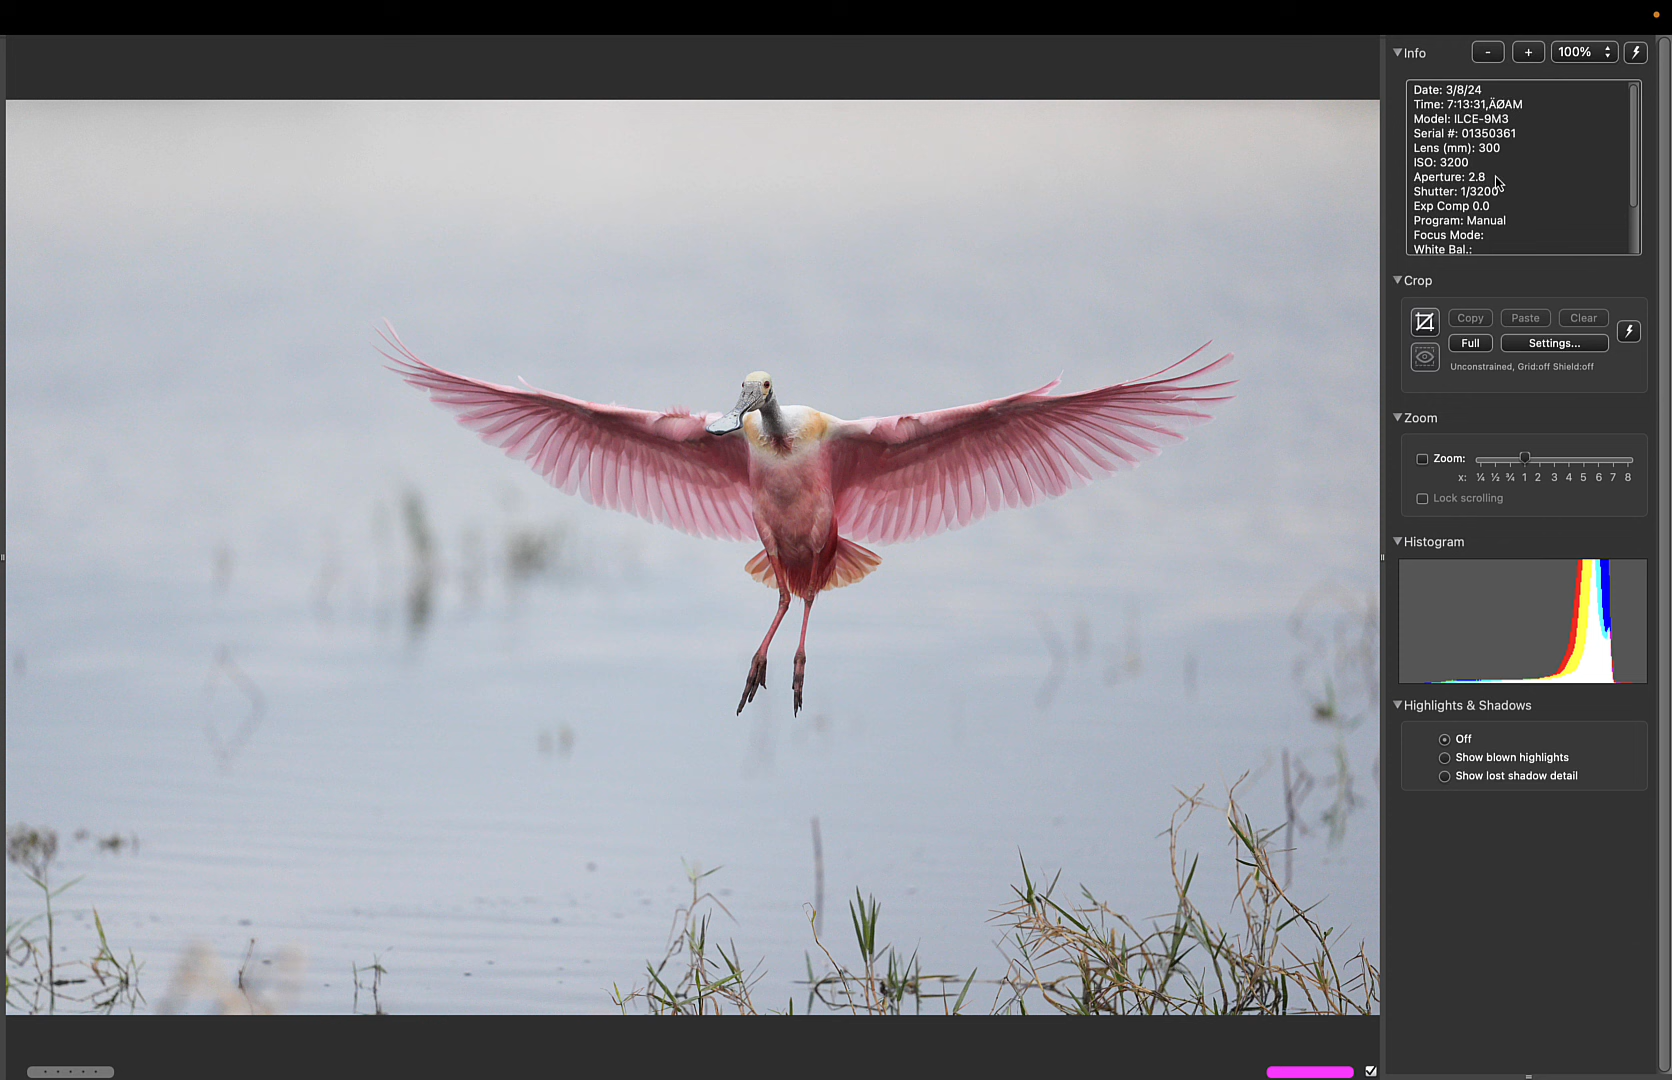 Info - + 100%
Date: 3/8/24
Time: 7:13:31‚ÄØAM
Model: ILCE-9M3
Serial #: 01350361
Lens (mm): 300
ISO: 3200
Aperture: 2.8
Shutter: 1/3200
Exp Comp 0.0
Program: Manual
Focus Mode:
White Bal.:
Crop
Copy Paste Clear
Full Settings...
Unconstrained, Grid:off Shield:off
Zoom
Zoom:
x: ¼ ½ ¾ 1 2 3 4 5 6 7 8
Lock scrolling
Histogram
Highlights & Shadows
Off
Show blown highlights
Show lost shadow detail